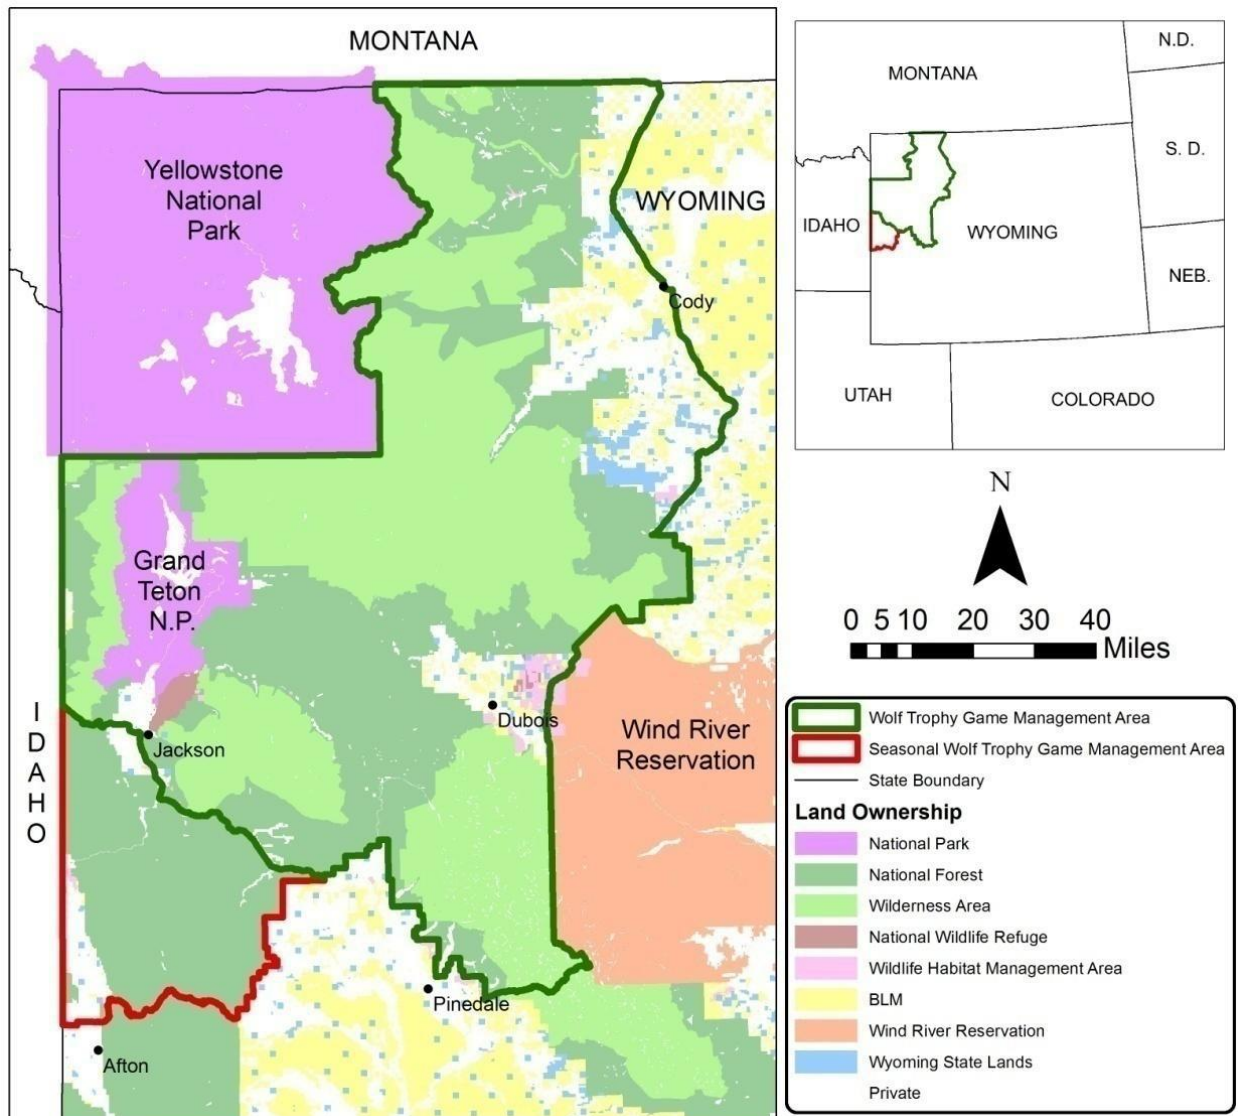 MONTANA
Yellowstone
National
Park
WYOMING
Cody
Grand
Teton
N.P.
Dubois
Jackson
Wind River
Reservation
I
D
A
H
O
Pinedale
Afton
N.D.
MONTANA
S. D.
IDAHO
WYOMING
NEB.
UTAH
COLORADO
N
0 5 10 20 30 40
Miles
Wolf Trophy Game Management Area
Seasonal Wolf Trophy Game Management Area
State Boundary
Land Ownership
National Park
National Forest
Wilderness Area
National Wildlife Refuge
Wildlife Habitat Management Area
BLM
Wind River Reservation
Wyoming State Lands
Private